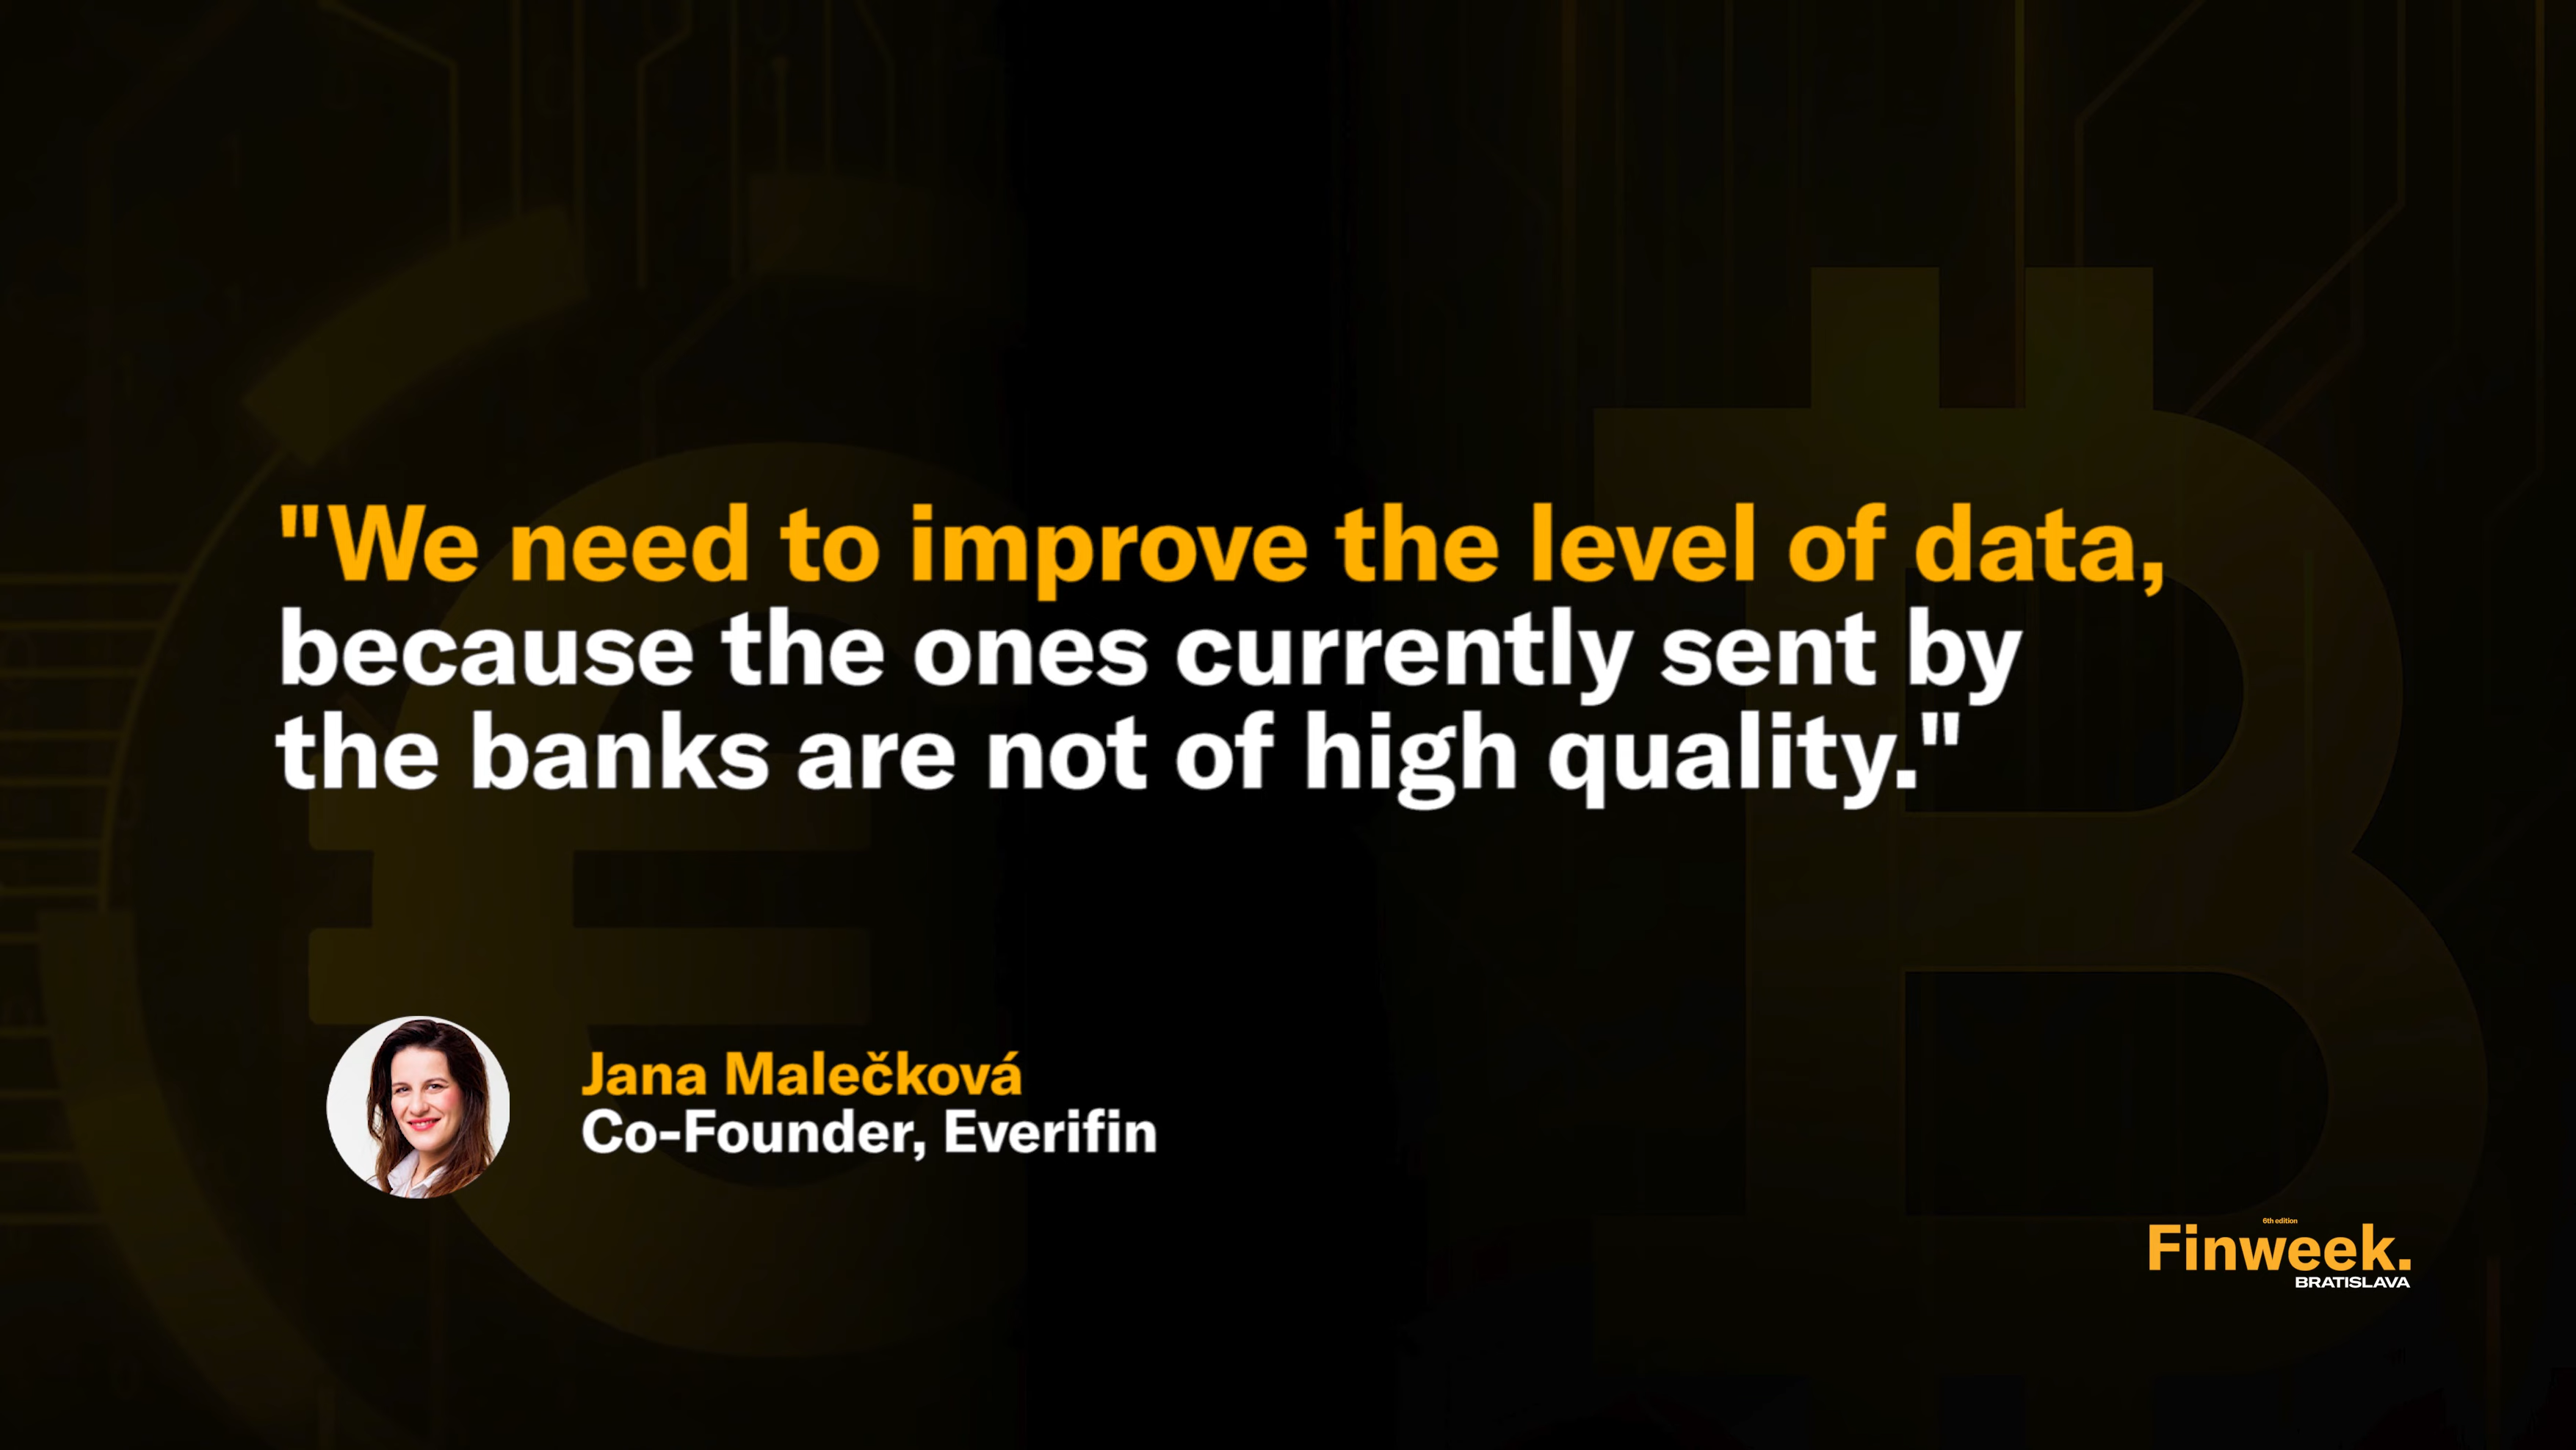 "We need to improve the level of data,
because the ones currently sent by
the banks are not of high quality."
Jana Malečková
Co-Founder, Everifin
6th edition
Finweek.
BRATISLAVA